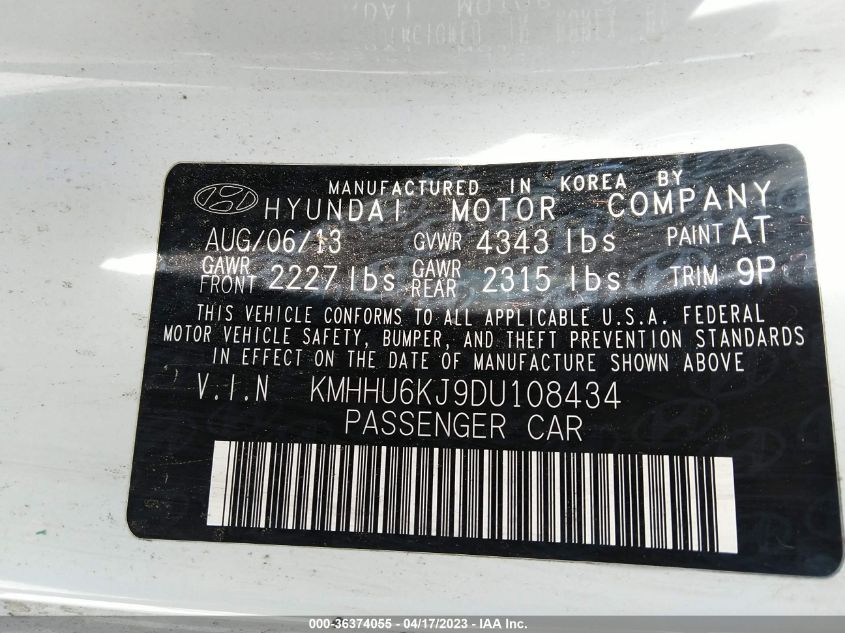 MANUFACTURED IN KOREA BY
HYUNDAI MOTOR COMPANY
AUG/06/13 GVWR 4343 lbs PAINT AT
GAWR FRONT 2227 lbs GAWR REAR 2315 lbs TRIM 9P
THIS VEHICLE CONFORMS TO ALL APPLICABLE U.S.A. FEDERAL
MOTOR VEHICLE SAFETY, BUMPER, AND THEFT PREVENTION STANDARDS
IN EFFECT ON THE DATE OF MANUFACTURE SHOWN ABOVE
V.I.N KMHHU6KJ9DU108434
PASSENGER CAR
000-36374055 - 04/17/2023 - IAA Inc.